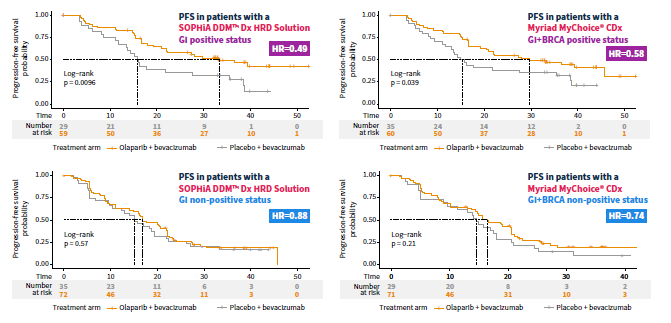 PFS in patients with a
SOPHiA DDM™ Dx HRD Solution
GI positive status
HR=0.49
Progression-free survival
probability
1.00
0.75
0.50
0.25
0.00
Log-rank
p = 0.0096
Time 0 10 20 30 40 50
Number at risk
29 21 11 9 1 0
59 50 36 27 10 1
PFS in patients with a
Myriad MyChoice® CDx
GI+BRCA positive status
HR=0.58
Progression-free survival
probability
1.00
0.75
0.50
0.25
0.00
Log-rank
p = 0.039
Time 0 10 20 30 40 50
Number at risk
35 24 14 12 2 0
60 50 37 28 10 1
Treatment arm Olaparib + bevacizumab Placebo + bevacizumab
Treatment arm Olaparib + bevacizumab Placebo + bevacizumab
PFS in patients with a
SOPHiA DDM™ Dx HRD Solution
GI non-positive status
HR=0.88
Progression-free survival
probability
1.00
0.75
0.50
0.25
0.00
Log-rank
p = 0.57
Time 0 10 20 30 40 50
Number at risk
35 23 11 6 3 0
72 46 32 11 3 0
PFS in patients with a
Myriad MyChoice® CDx
GI+BRCA non-positive status
HR=0.74
Progression-free survival
probability
1.00
0.75
0.50
0.25
0.00
Log-rank
p = 0.21
Time 0 10 20 30 40
Number at risk
29 20 8 3 2
71 46 31 10 3
Treatment arm Olaparib + bevacizumab Placebo + bevacizumab
Treatment arm Olaparib + bevacizumab Placebo + bevacizumab